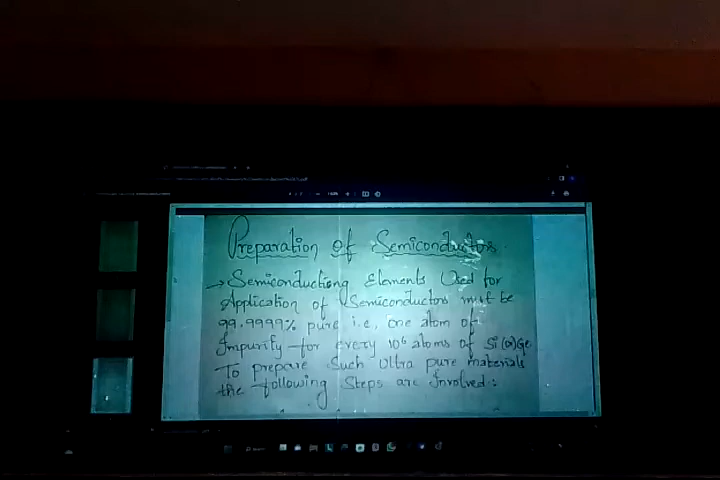 Preparation of Semiconductors.
→ Semiconducting Elements Used for
Application of Semiconductors must be
99.9999% pure i.e., one atom of
Impurity for every 10⁶ atoms of Si (or) Ge
To prepare Such Ultra pure materials
the following Steps are Involved: